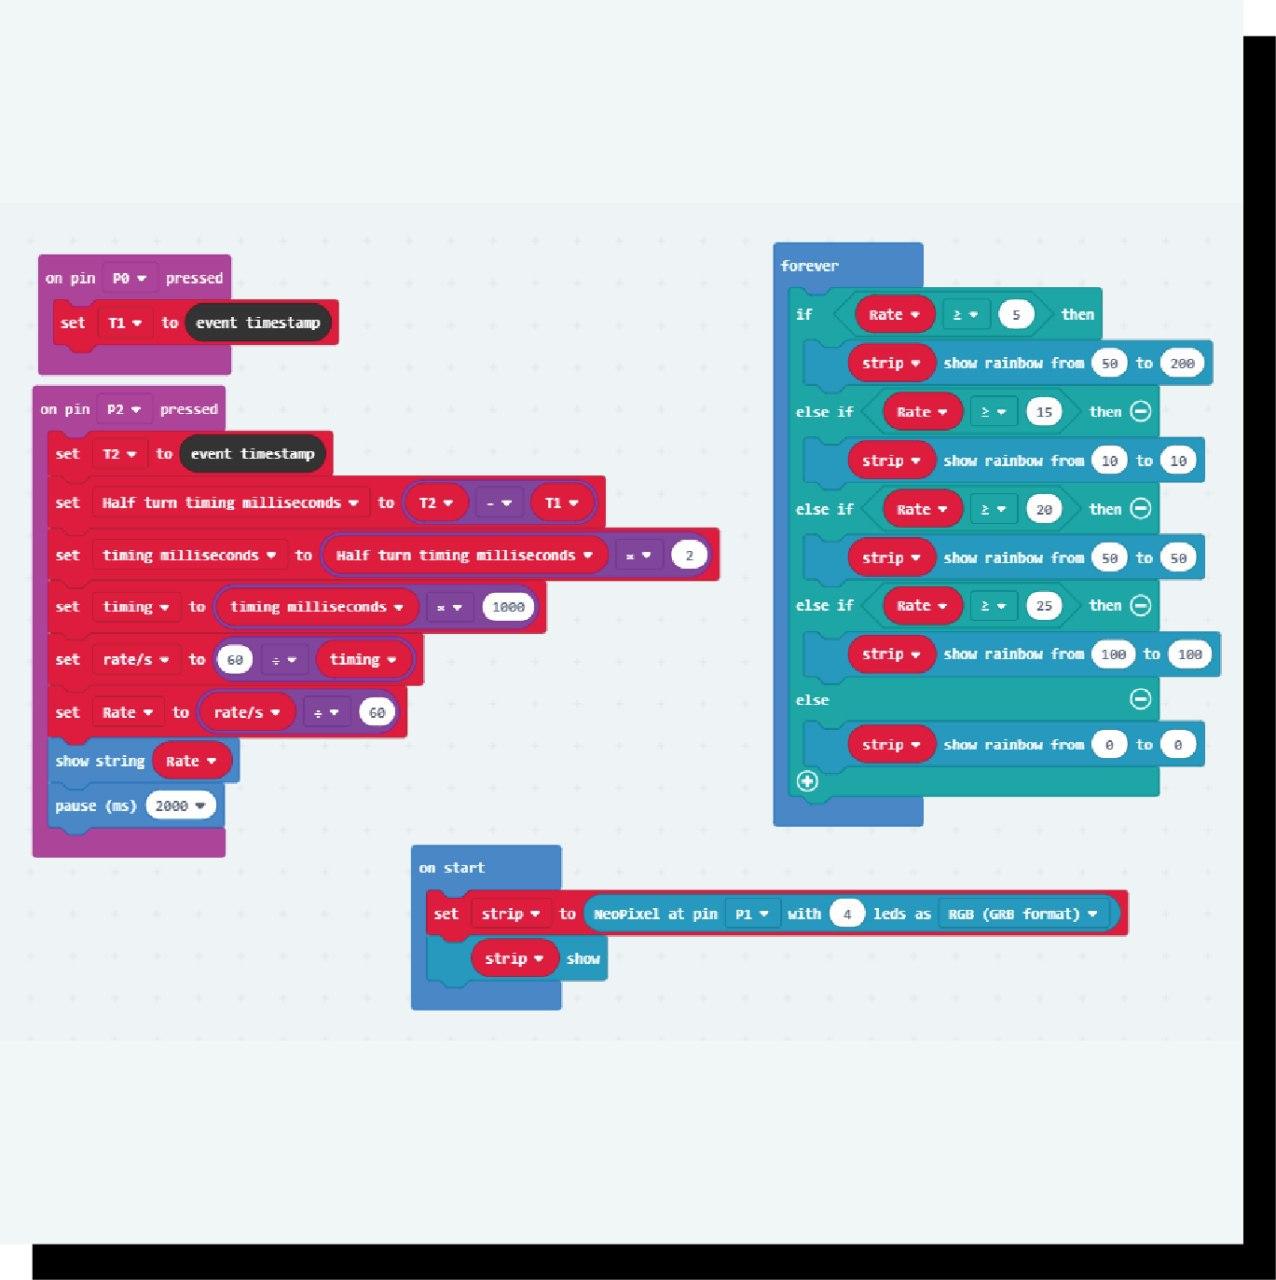 on pin P0 pressed
set T1 to event timestamp
on pin P2 pressed
set T2 to event timestamp
set Half turn timing milliseconds to T2 - T1
set timing milliseconds to Half turn timing milliseconds × 2
set timing to timing milliseconds × 1000
set rate/s to 60 ÷ timing
set Rate to rate/s ÷ 60
show string Rate
pause (ms) 2000
forever
if Rate ≥ 5 then
strip show rainbow from 50 to 200
else if Rate ≥ 15 then
strip show rainbow from 10 to 10
else if Rate ≥ 20 then
strip show rainbow from 50 to 50
else if Rate ≥ 25 then
strip show rainbow from 100 to 100
else
strip show rainbow from 0 to 0
on start
set strip to NeoPixel at pin P1 with 4 leds as RGB (GRB format)
strip show